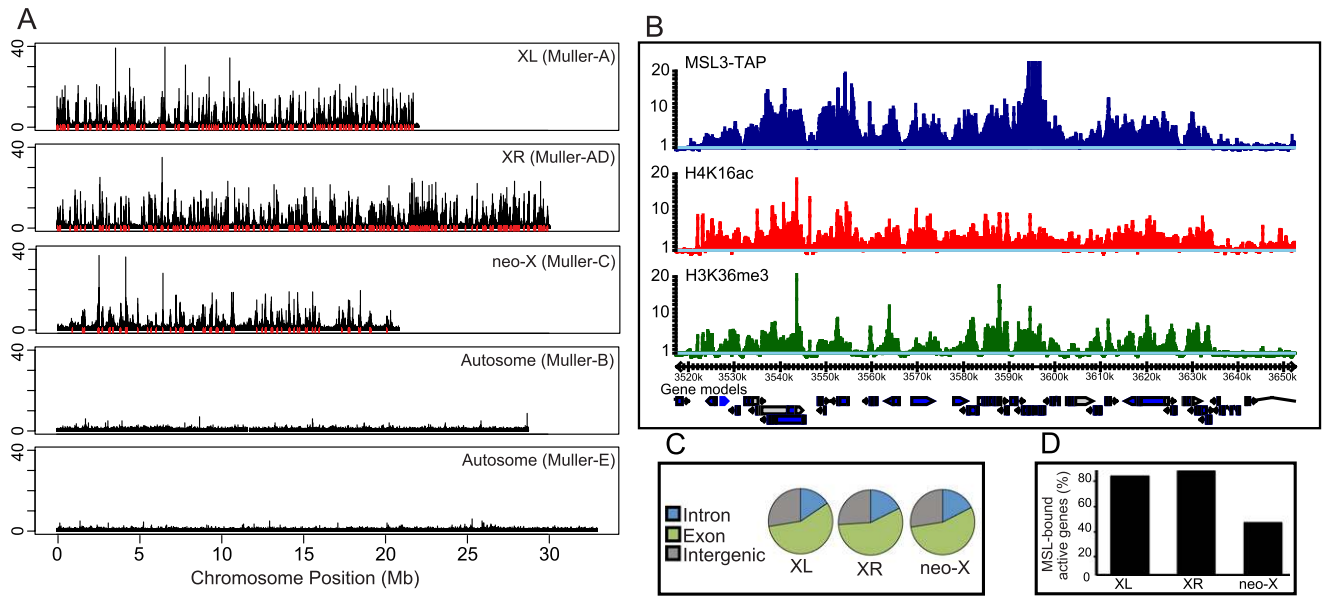 A
40
0
XL (Muller-A)
40
0
XR (Muller-AD)
40
0
neo-X (Muller-C)
40
0
Autosome (Muller-B)
40
0
Autosome (Muller-E)
0 5 10 15 20 25 30
Chromosome Position (Mb)
B
MSL3-TAP
20
10
1
H4K16ac
20
10
1
H3K36me3
20
10
1
3520k 3530k 3540k 3550k 3560k 3570k 3580k 3590k 3600k 3610k 3620k 3630k 3640k 3650k
Gene models
C
Intron
Exon
Intergenic
XL XR neo-X
D
MSL-bound
active genes (%)
80
60
40
20
0
XL XR neo-X